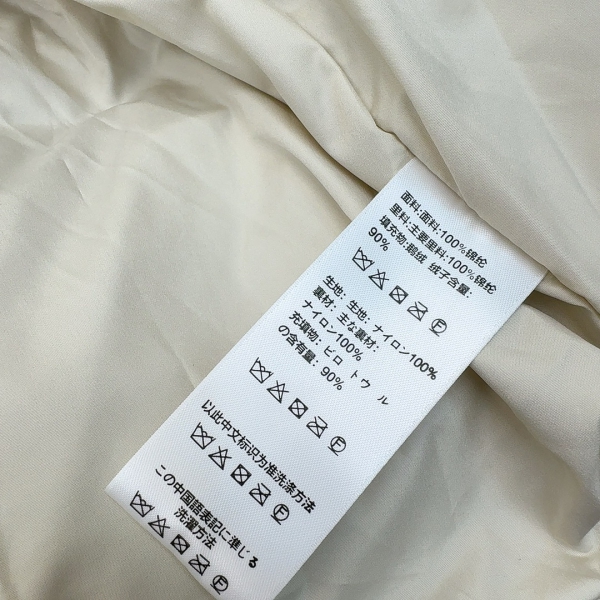 面料:面料:100%锦纶
里料:主要里料:100%锦纶
填充物:鹅绒 绒子含量:
90%
生地: 生地: ナイロン100%
裏材: 主な裏材:
ナイロン100%
充填物: ビロ トウ ル
の含有量: 90%
以此中文标识为准洗涤方法
この中国語表記に準じる
洗濯方法